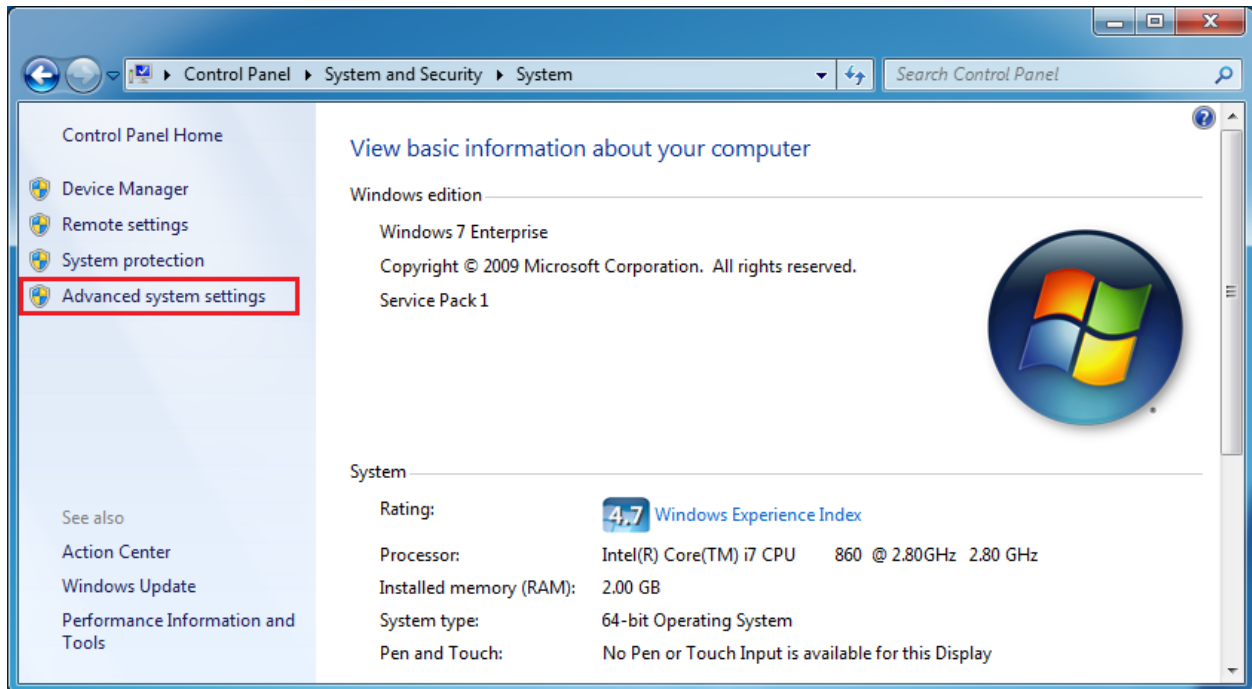 Control Panel System and Security System
Search Control Panel
Control Panel Home
Device Manager
Remote settings
System protection
Advanced system settings
See also
Action Center
Windows Update
Performance Information and
Tools
View basic information about your computer
Windows edition
Windows 7 Enterprise
Copyright © 2009 Microsoft Corporation. All rights reserved.
Service Pack 1
System
Rating: 4.7 Windows Experience Index
Processor: Intel(R) Core(TM) i7 CPU 860 @ 2.80GHz 2.80 GHz
Installed memory (RAM): 2.00 GB
System type: 64-bit Operating System
Pen and Touch: No Pen or Touch Input is available for this Display